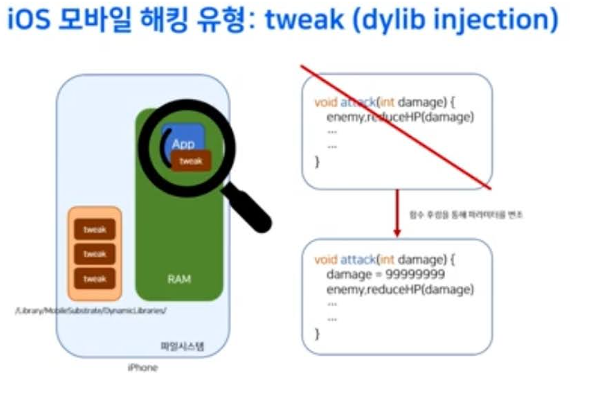 iOS 모바일 해킹 유형: tweak (dylib injection)
App
tweak
tweak
tweak
tweak
RAM
/Library/MobileSubstrate/DynamicLibraries/
파일시스템
iPhone
void attack(int damage) {
enemy.reduceHP(damage)
...
...
}
함수 후킹을 통해 파라미터를 변조
void attack(int damage) {
damage = 99999999
enemy.reduceHP(damage)
...
...
}